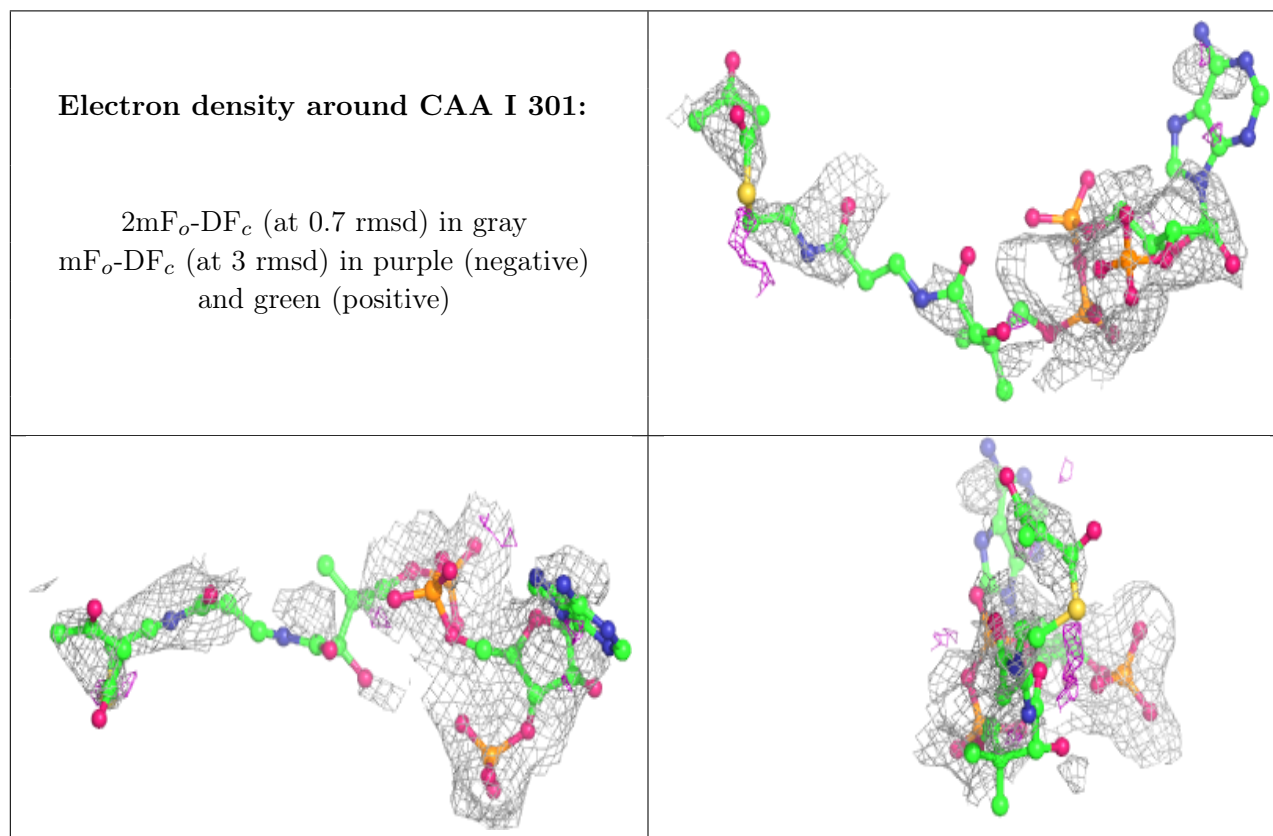 Electron density around CAA I 301:
2mFo-DFc (at 0.7 rmsd) in gray
mFo-DFc (at 3 rmsd) in purple (negative)
and green (positive)